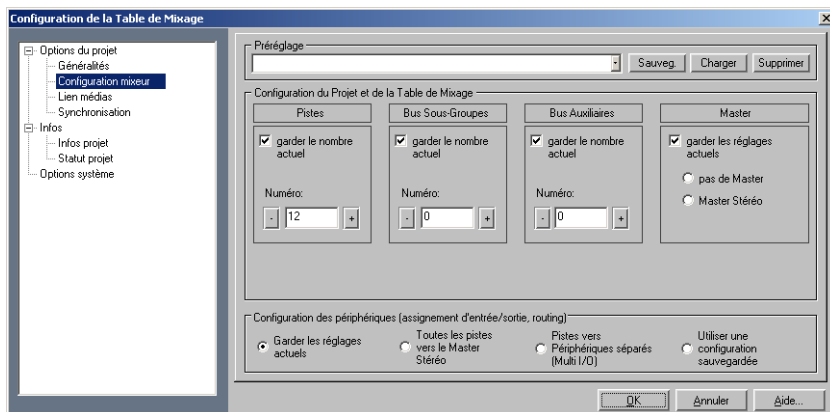 Configuration de la Table de Mixage
Options du projet
Généralités
Configuration mixeur
Lien médias
Synchronisation
Infos
Infos projet
Statut projet
Options système
Préréglage
Sauveg.
Charger
Supprimer
Configuration du Projet et de la Table de Mixage
Pistes
garder le nombre
actuel
Numéro:
- 12 +
Bus Sous-Groupes
garder le nombre
actuel
Numéro:
- 0 +
Bus Auxiliaires
garder le nombre
actuel
Numéro:
- 0 +
Master
garder les réglages
actuels
pas de Master
Master Stéréo
Configuration des périphériques (assignement d'entrée/sortie, routing)
Garder les réglages
actuels
Toutes les pistes
vers le Master
Stéréo
Pistes vers
Périphériques séparés
(Multi I/O)
Utiliser une
configuration
sauvegardée
OK
Annuler
Aide...